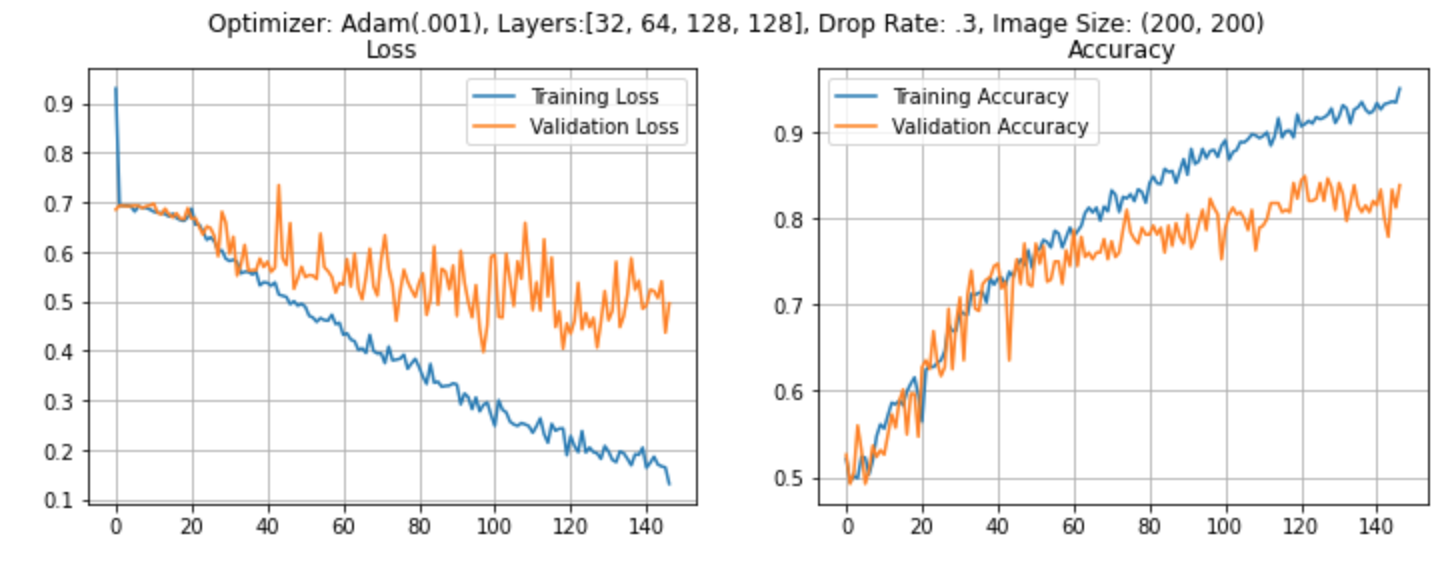 Optimizer: Adam(.001), Layers:[32, 64, 128, 128], Drop Rate: .3, Image Size: (200, 200)
Loss
Training Loss
Validation Loss
0.9
0.8
0.7
0.6
0.5
0.4
0.3
0.2
0.1
0 20 40 60 80 100 120 140
Accuracy
Training Accuracy
Validation Accuracy
0.9
0.8
0.7
0.6
0.5
0 20 40 60 80 100 120 140